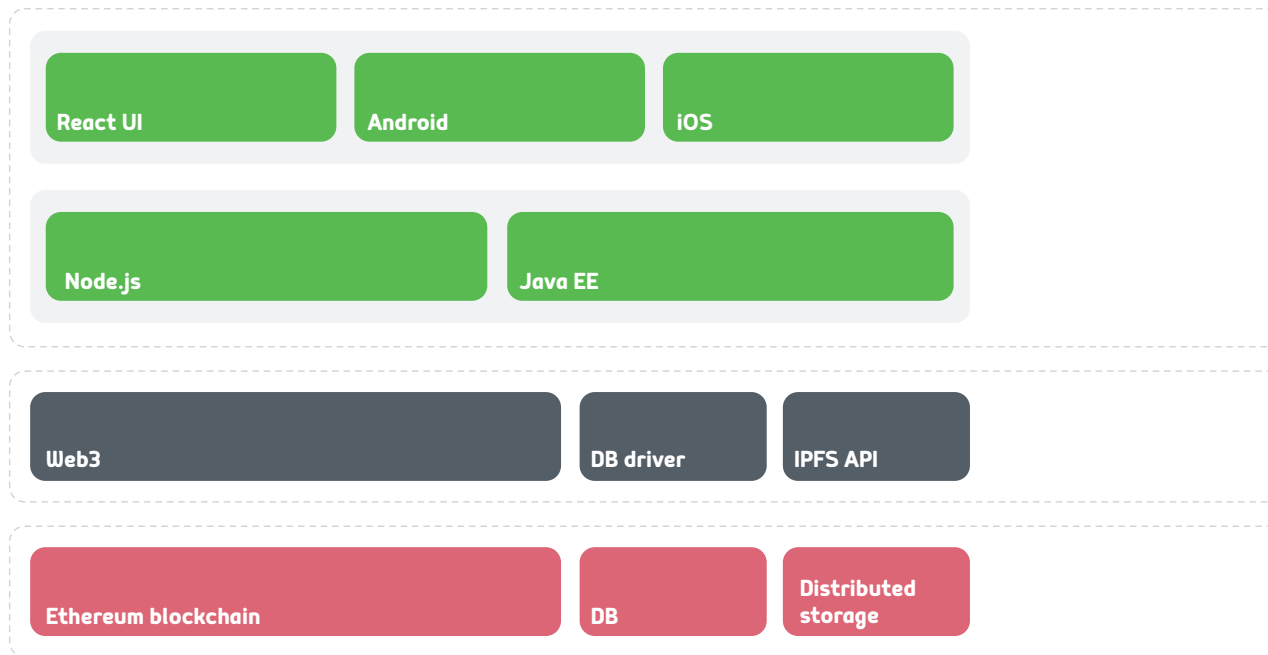 React UI
Android
iOS
Node.js
Java EE
Web3
DB driver
IPFS API
Ethereum blockchain
DB
Distributed
storage